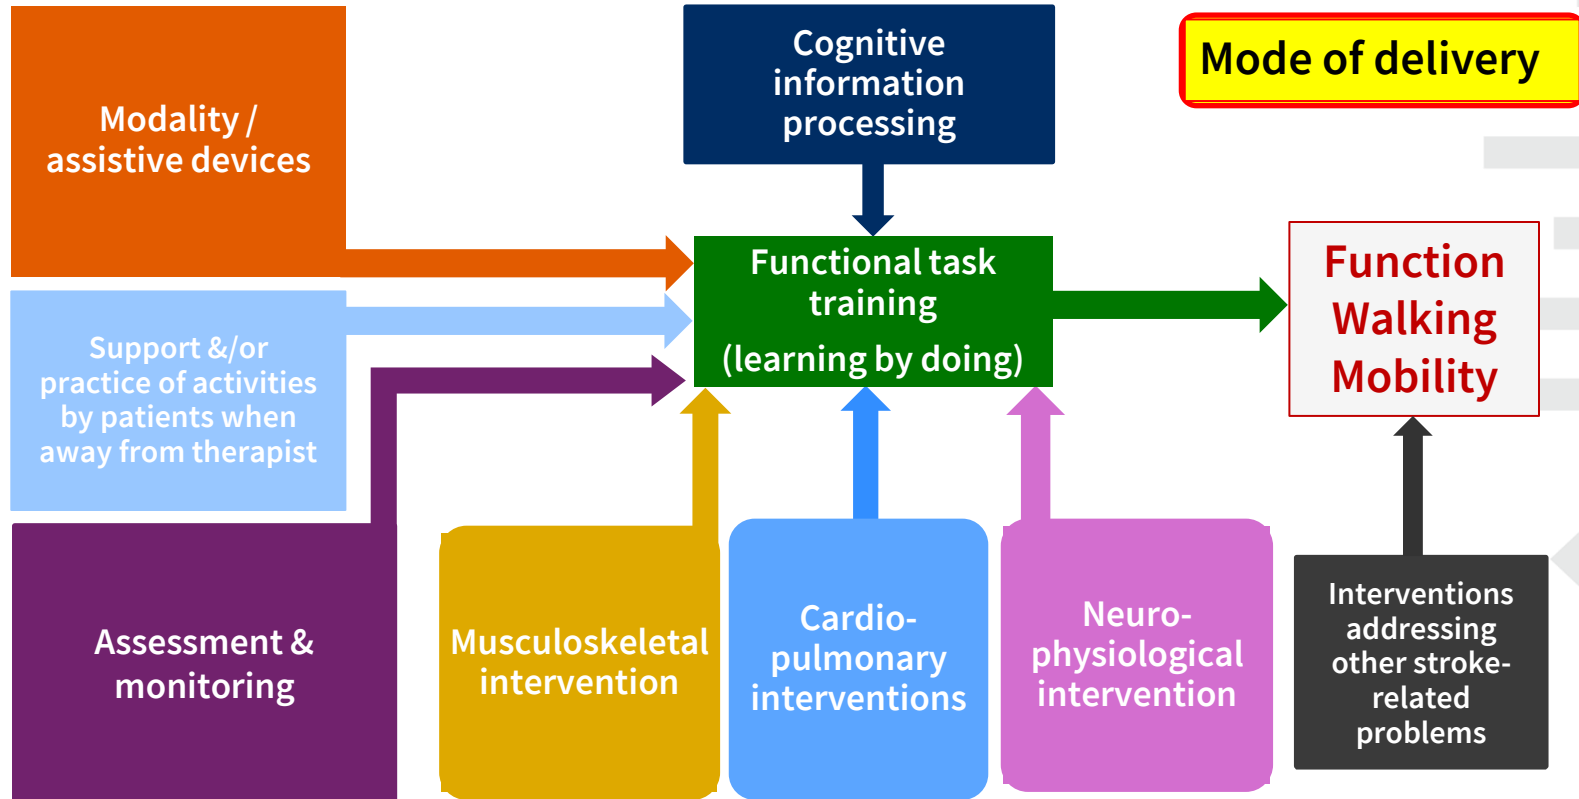 Modality /
assistive devices
Cognitive
information
processing
Mode of delivery
Support &/or
practice of activities
by patients when
away from therapist
Functional task
training
(learning by doing)
Function
Walking
Mobility
Assessment &
monitoring
Musculoskeletal
intervention
Cardio-
pulmonary
interventions
Neuro-
physiological
intervention
Interventions
addressing
other stroke-
related
problems